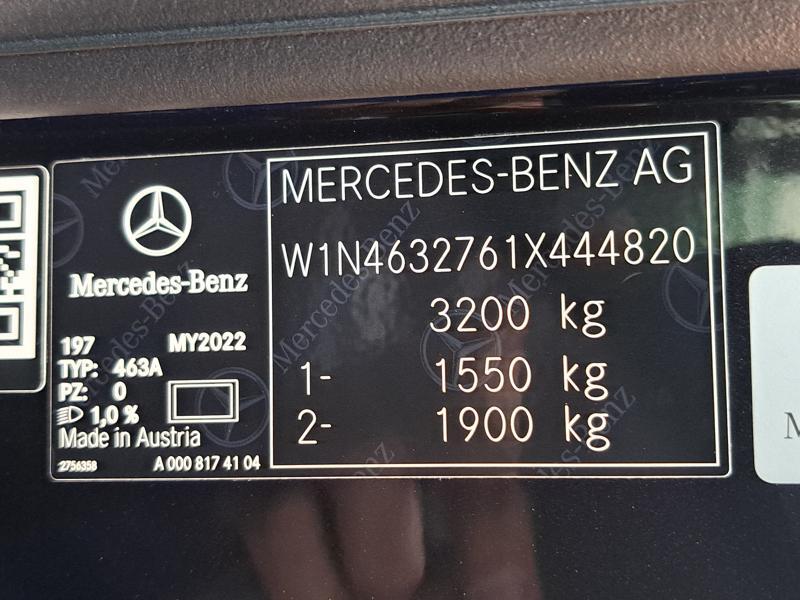 MERCEDES-BENZ AG
W1N4632761X444820
3200 kg
1- 1550 kg
2- 1900 kg
Mercedes-Benz
197 MY2022
TYP: 463A
PZ: 0
1,0 %
Made in Austria
2756358 A 000 817 41 04
M